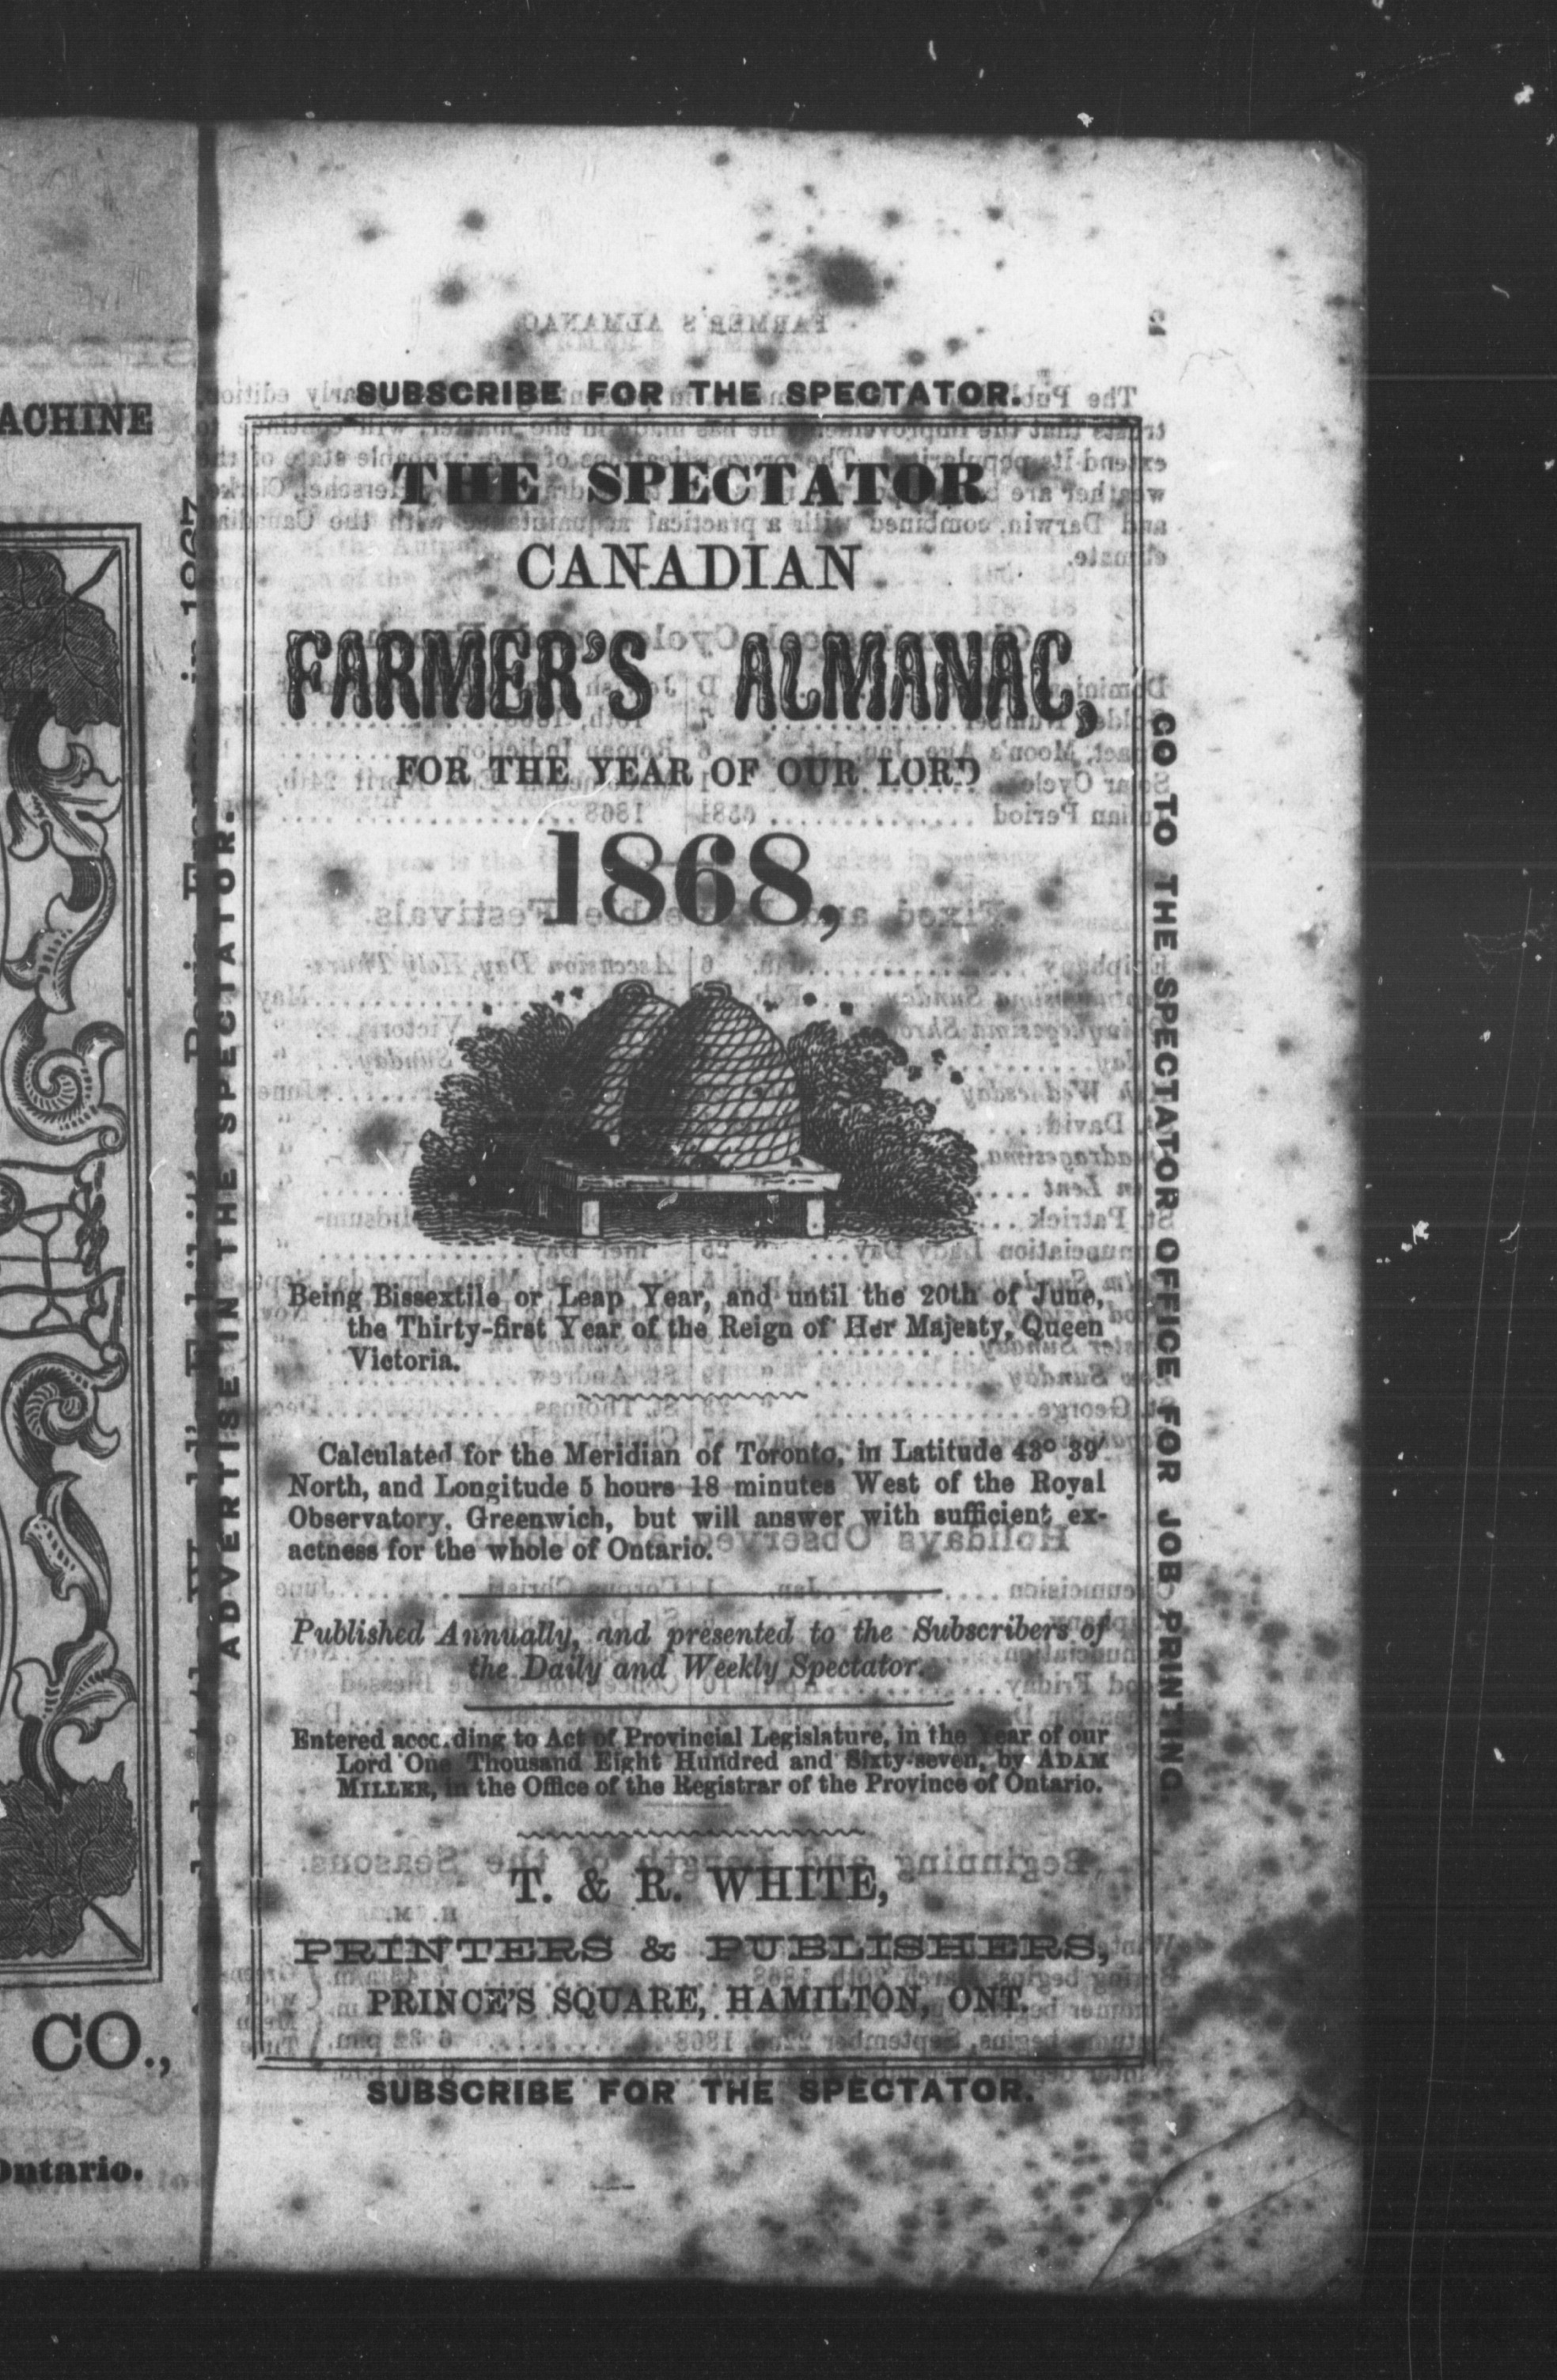 ACHINE
CO.,
Ontario.
SUBSCRIBE FOR THE SPECTATOR.
ADVERTISE IN THE SPECTATOR.
THE SPECTATOR
CANADIAN
FARMER'S ALMANAC,
FOR THE YEAR OF OUR LORD
1868,
Being Bissextile or Leap Year, and until the 20th of June,
the Thirty-first Year of the Reign of Her Majesty, Queen
Victoria.
Calculated for the Meridian of Toronto, in Latitude 43° 39′
North, and Longitude 5 hours 18 minutes West of the Royal
Observatory, Greenwich, but will answer with sufficient ex-
actness for the whole of Ontario.
Published Annually, and presented to the Subscribers of
the Daily and Weekly Spectator.
Entered according to Act of Provincial Legislature, in the Year of our
Lord One Thousand Eight Hundred and Sixty-seven, by ADAM
MILLER, in the Office of the Registrar of the Province of Ontario.
T. & R. WHITE,
PRINTERS & PUBLISHERS,
PRINCE'S SQUARE, HAMILTON, ONT.
GO TO THE SPECTATOR OFFICE FOR JOB PRINTING.
SUBSCRIBE FOR THE SPECTATOR.